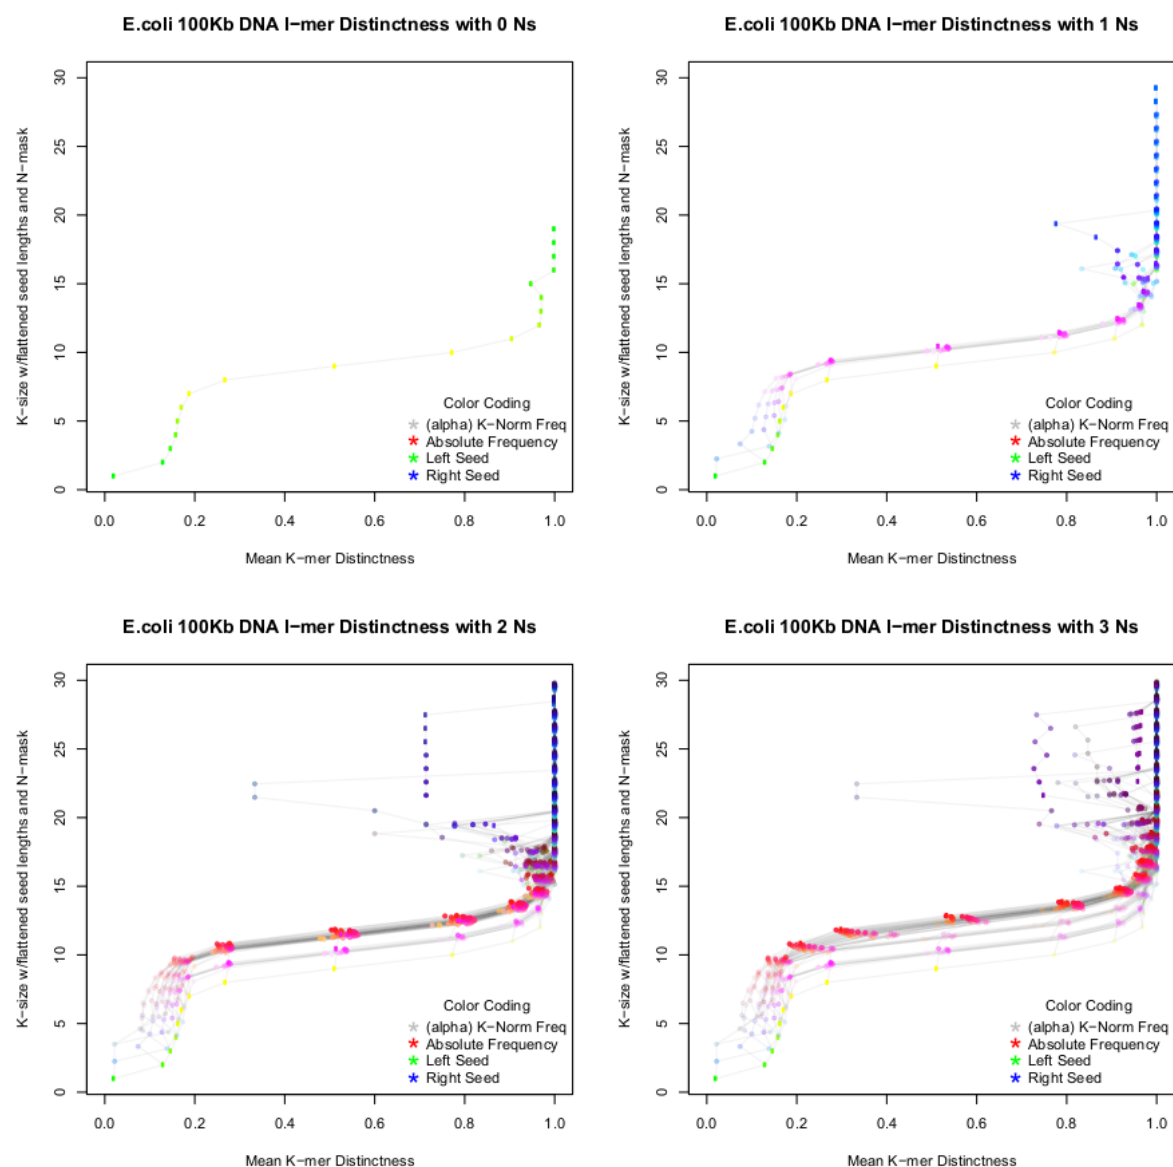 E.coli 100Kb DNA I−mer Distinctness with 0 Ns
K−size w/flattened seed lengths and N−mask
30
25
20
15
10
5
0
Color Coding
* (alpha) K−Norm Freq
* Absolute Frequency
* Left Seed
* Right Seed
0.0 0.2 0.4 0.6 0.8 1.0
Mean K−mer Distinctness
E.coli 100Kb DNA I−mer Distinctness with 1 Ns
K−size w/flattened seed lengths and N−mask
30
25
20
15
10
5
0
Color Coding
* (alpha) K−Norm Freq
* Absolute Frequency
* Left Seed
* Right Seed
0.0 0.2 0.4 0.6 0.8 1.0
Mean K−mer Distinctness
E.coli 100Kb DNA I−mer Distinctness with 2 Ns
K−size w/flattened seed lengths and N−mask
30
25
20
15
10
5
0
Color Coding
* (alpha) K−Norm Freq
* Absolute Frequency
* Left Seed
* Right Seed
0.0 0.2 0.4 0.6 0.8 1.0
Mean K−mer Distinctness
E.coli 100Kb DNA I−mer Distinctness with 3 Ns
K−size w/flattened seed lengths and N−mask
30
25
20
15
10
5
0
Color Coding
* (alpha) K−Norm Freq
* Absolute Frequency
* Left Seed
* Right Seed
0.0 0.2 0.4 0.6 0.8 1.0
Mean K−mer Distinctness